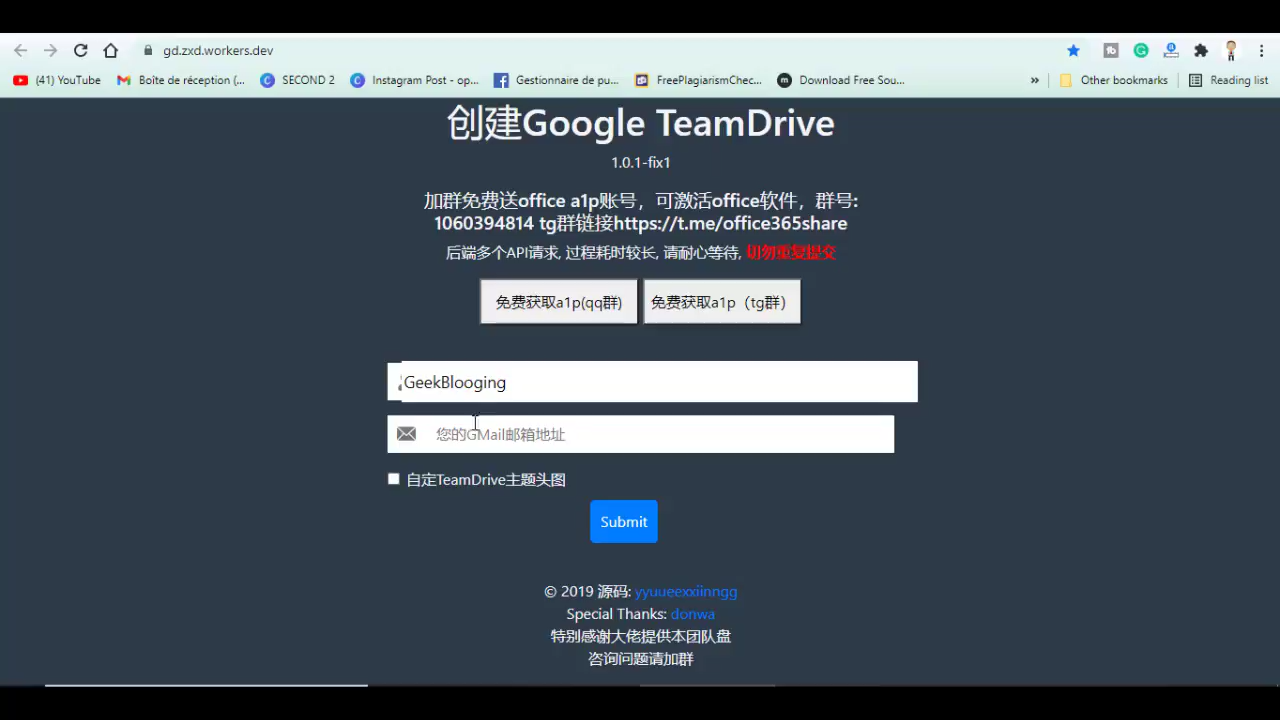 gd.zxd.workers.dev
(41) YouTube
Boîte de réception (...
SECOND 2
Instagram Post - op...
Gestionnaire de pu...
FreePlagiarismChec...
Download Free Sou...
»
Other bookmarks
Reading list
创建Google TeamDrive
1.0.1-fix1
加群免费送office a1p账号，可激活office软件，群号:
1060394814 tg群链接https://t.me/office365share
后端多个API请求, 过程耗时较长, 请耐心等待, 切勿重复提交
免费获取a1p(qq群)
免费获取a1p（tg群）
GeekBlooging
您的GMail邮箱地址
自定TeamDrive主题头图
Submit
© 2019 源码: yyuueexxiinngg
Special Thanks: donwa
特别感谢大佬提供本团队盘
咨询问题请加群